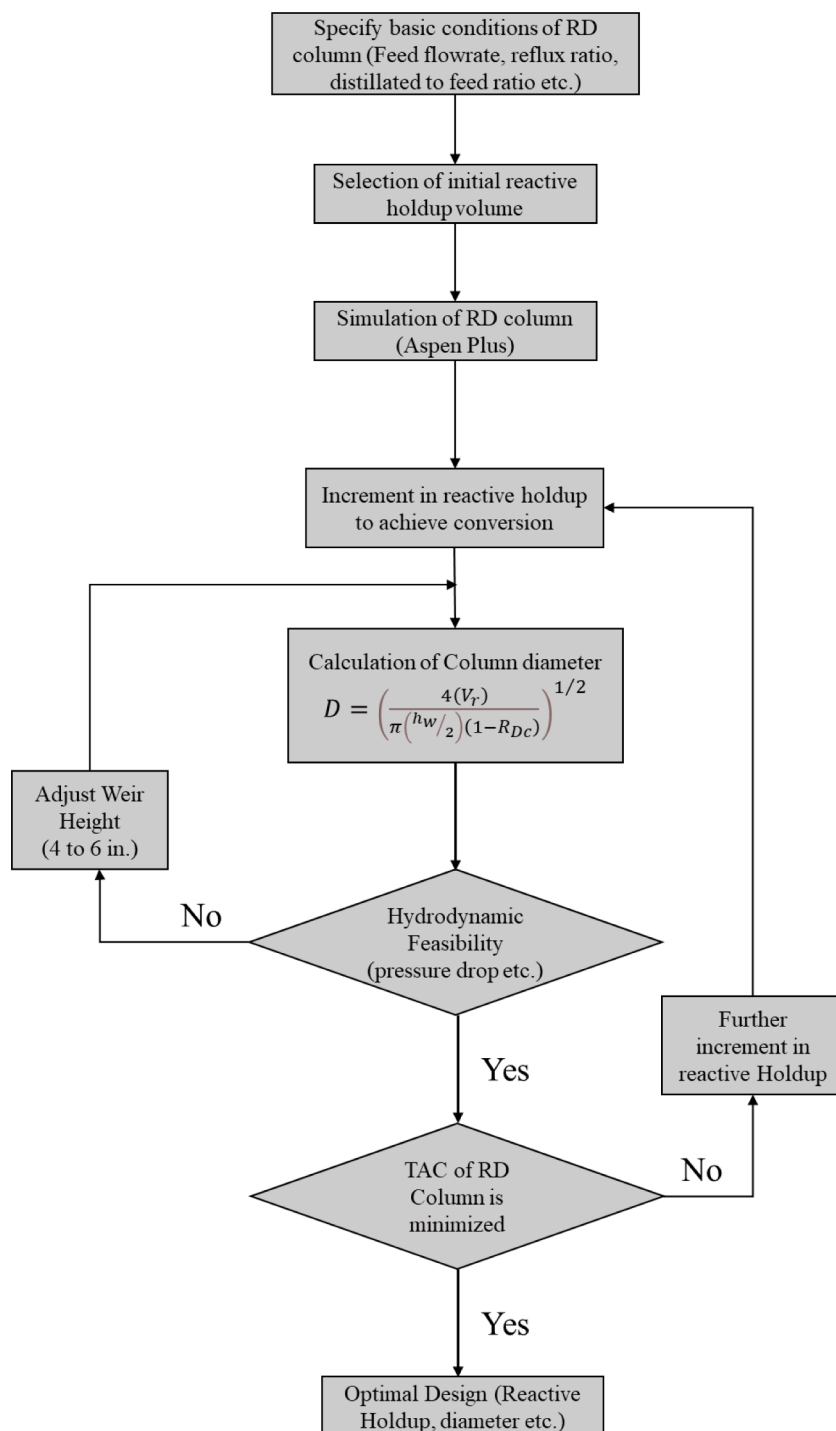 Specify basic conditions of RD
column (Feed flowrate, reflux ratio,
distillated to feed ratio etc.)
Selection of initial reactive
holdup volume
Simulation of RD column
(Aspen Plus)
Increment in reactive holdup
to achieve conversion
Calculation of Column diameter
D = (4(V_r) / π(h_w/2)(1−R_{Dc}))^{1/2}
Adjust Weir
Height
(4 to 6 in.)
No
Hydrodynamic
Feasibility
(pressure drop etc.)
Yes
Further
increment in
reactive Holdup
TAC of RD
Column is
minimized
No
Yes
Optimal Design (Reactive
Holdup, diameter etc.)